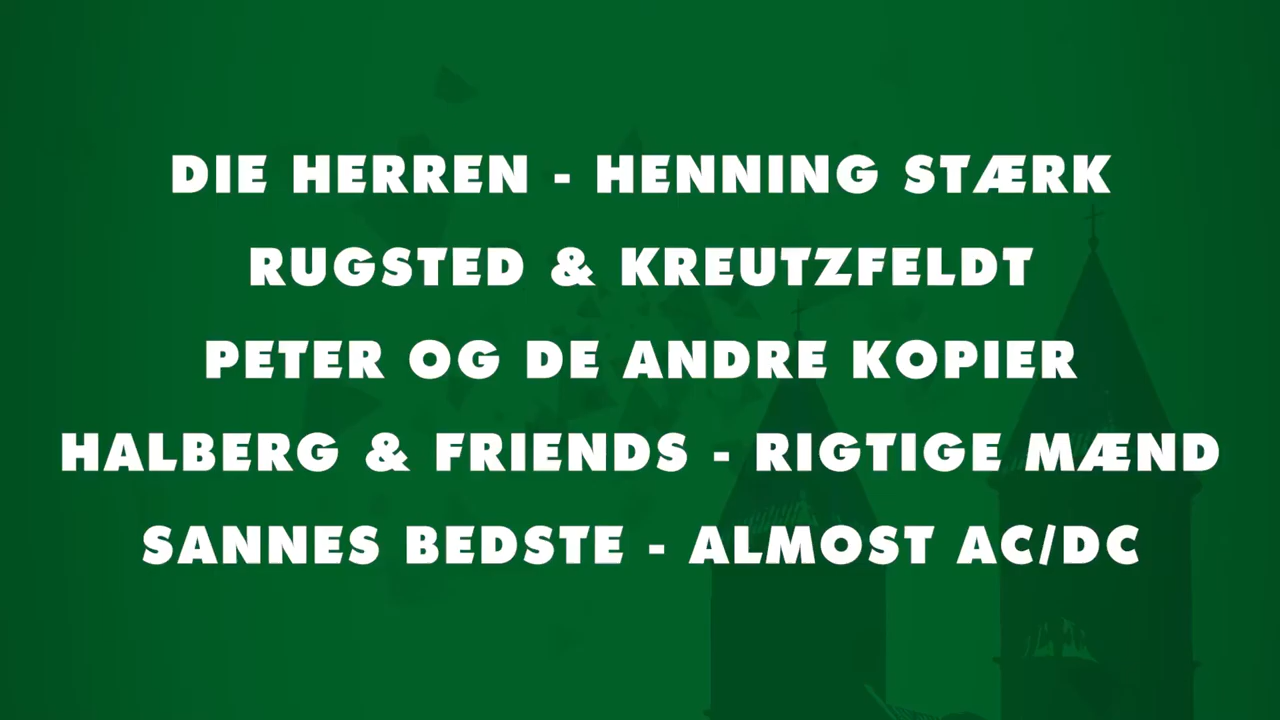 DIE HERREN - HENNING STÆRK
RUGSTED & KREUTZFELDT
PETER OG DE ANDRE KOPIER
HALBERG & FRIENDS - RIGTIGE MÆND
SANNES BEDSTE - ALMOST AC/DC